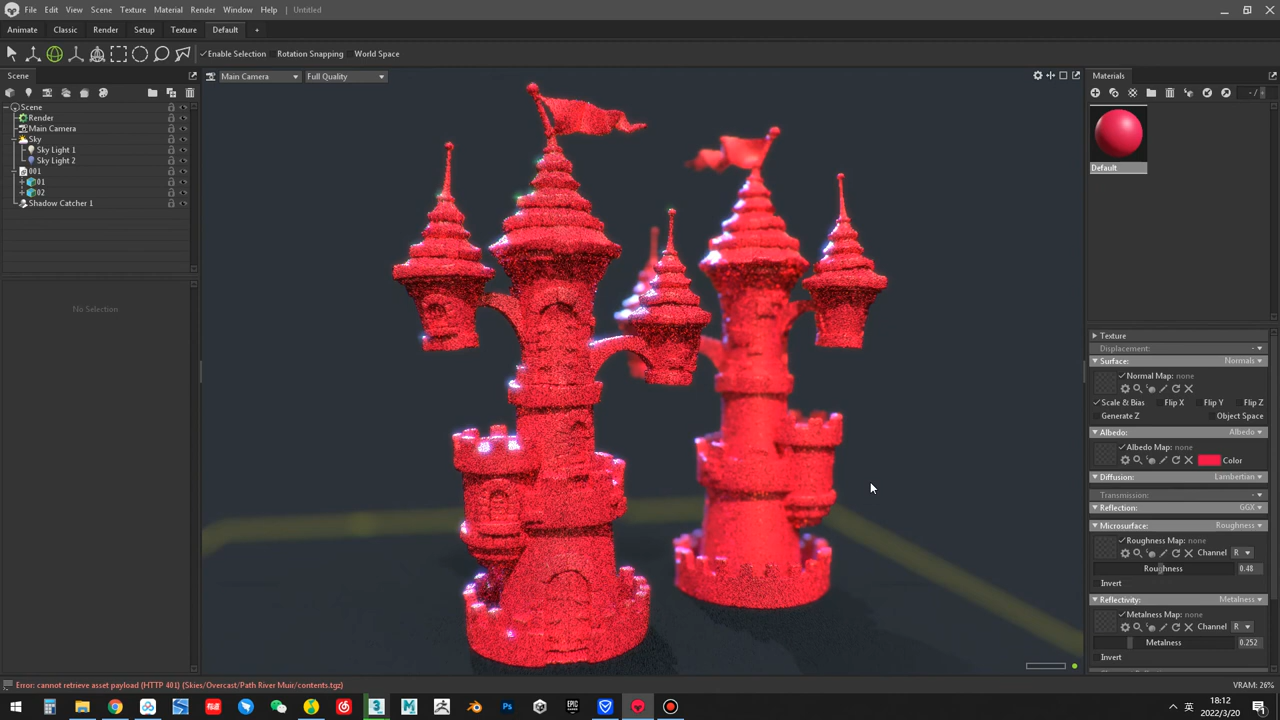 File Edit View Scene Texture Material Render Window Help Untitled
Animate Classic Render Setup Texture Default +
Enable Selection Rotation Snapping World Space
Scene
Main Camera Full Quality
Materials
Scene
Render
Main Camera
Sky
Sky Light 1
Sky Light 2
001
01
02
Shadow Catcher 1
No Selection
Default
Texture
Displacement:
Surface: Normals
Normal Map: none
Scale & Bias Flip X Flip Y Flip Z
Generate Z Object Space
Albedo: Albedo
Albedo Map: none
Color
Diffusion: Lambertian
Transmission:
Reflection: GGX
Microsurface: Roughness
Roughness Map: none
Channel R
Roughness 0.48
Invert
Reflectivity: Metalness
Metalness Map: none
Channel R
Metalness 0.252
Invert
Error: cannot retrieve asset payload (HTTP 401) (Skies/Overcast/Path River Muir/contents.tgz)
VRAM: 26%
Ps
EPIC
3
M
英
18:12
2022/3/20